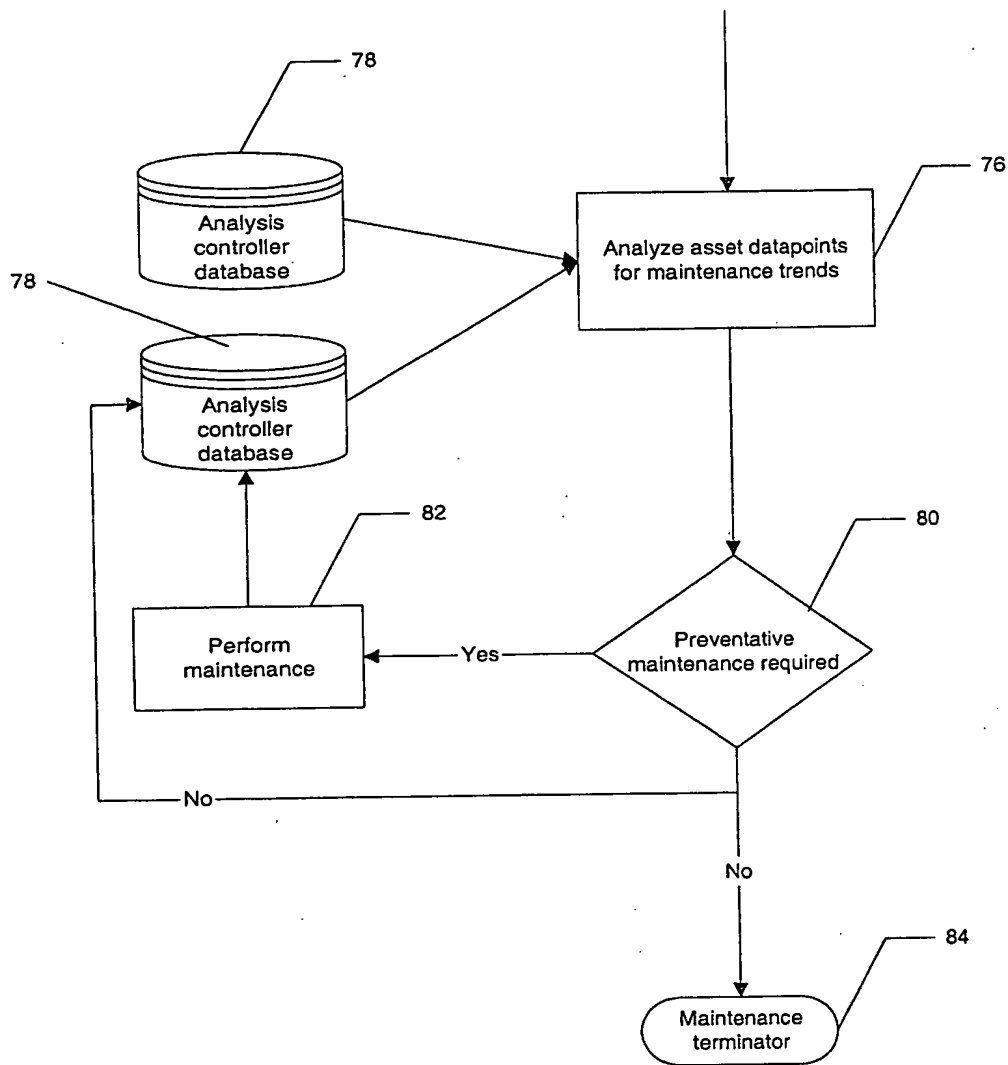 78
76
Analysis
controller
database
Analyze asset datapoints
for maintenance trends
78
Analysis
controller
database
82
80
Perform
maintenance
Yes
Preventative
maintenance required
No
No
84
Maintenance
terminator